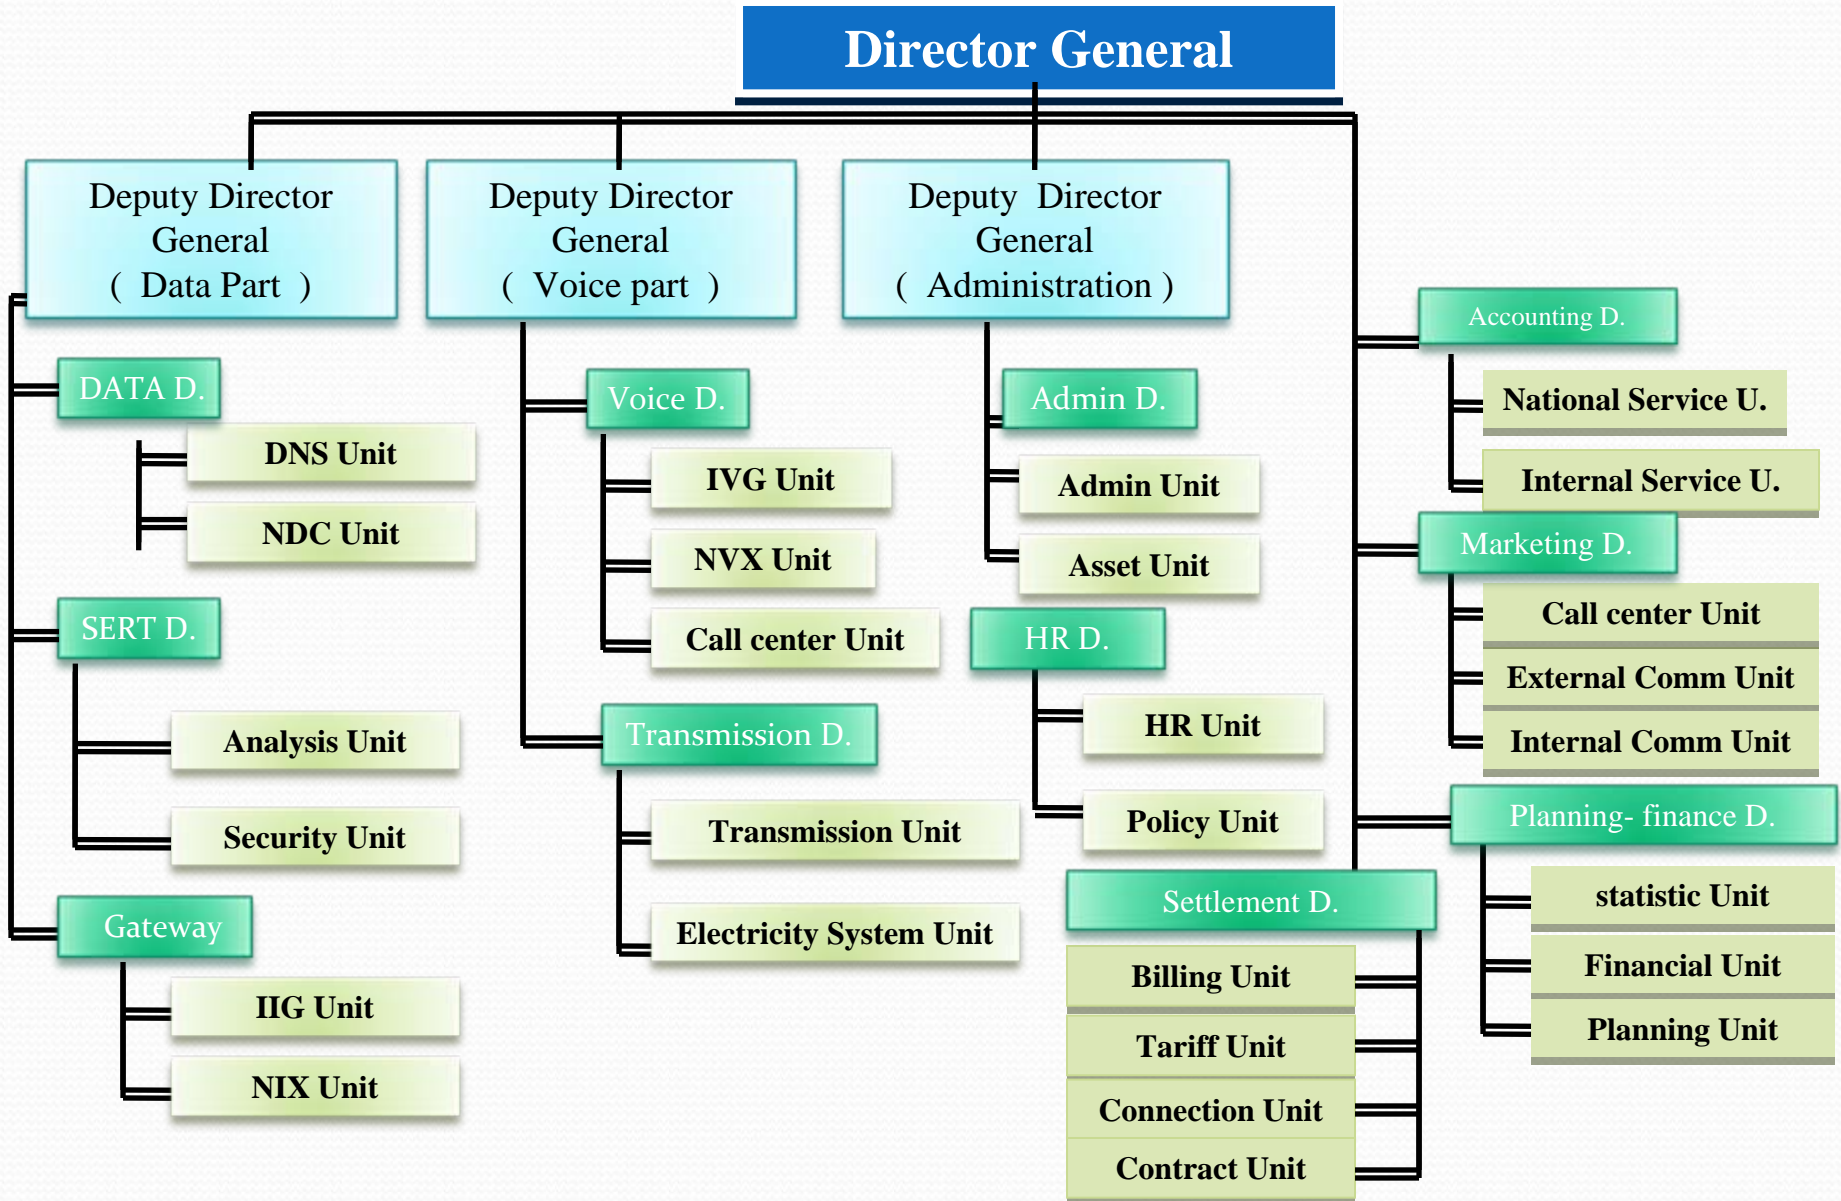 Director General
Deputy Director
General
( Data Part )
DATA D.
DNS Unit
NDC Unit
SERT D.
Analysis Unit
Security Unit
Gateway
IIG Unit
NIX Unit
Deputy Director
General
( Voice part )
Voice D.
IVG Unit
NVX Unit
Call center Unit
Transmission D.
Transmission Unit
Electricity System Unit
Deputy Director
General
( Administration )
Admin D.
Admin Unit
Asset Unit
HR D.
HR Unit
Policy Unit
Accounting D.
National Service U.
Internal Service U.
Marketing D.
Call center Unit
External Comm Unit
Internal Comm Unit
Planning- finance D.
statistic Unit
Financial Unit
Planning Unit
Settlement D.
Billing Unit
Tariff Unit
Connection Unit
Contract Unit